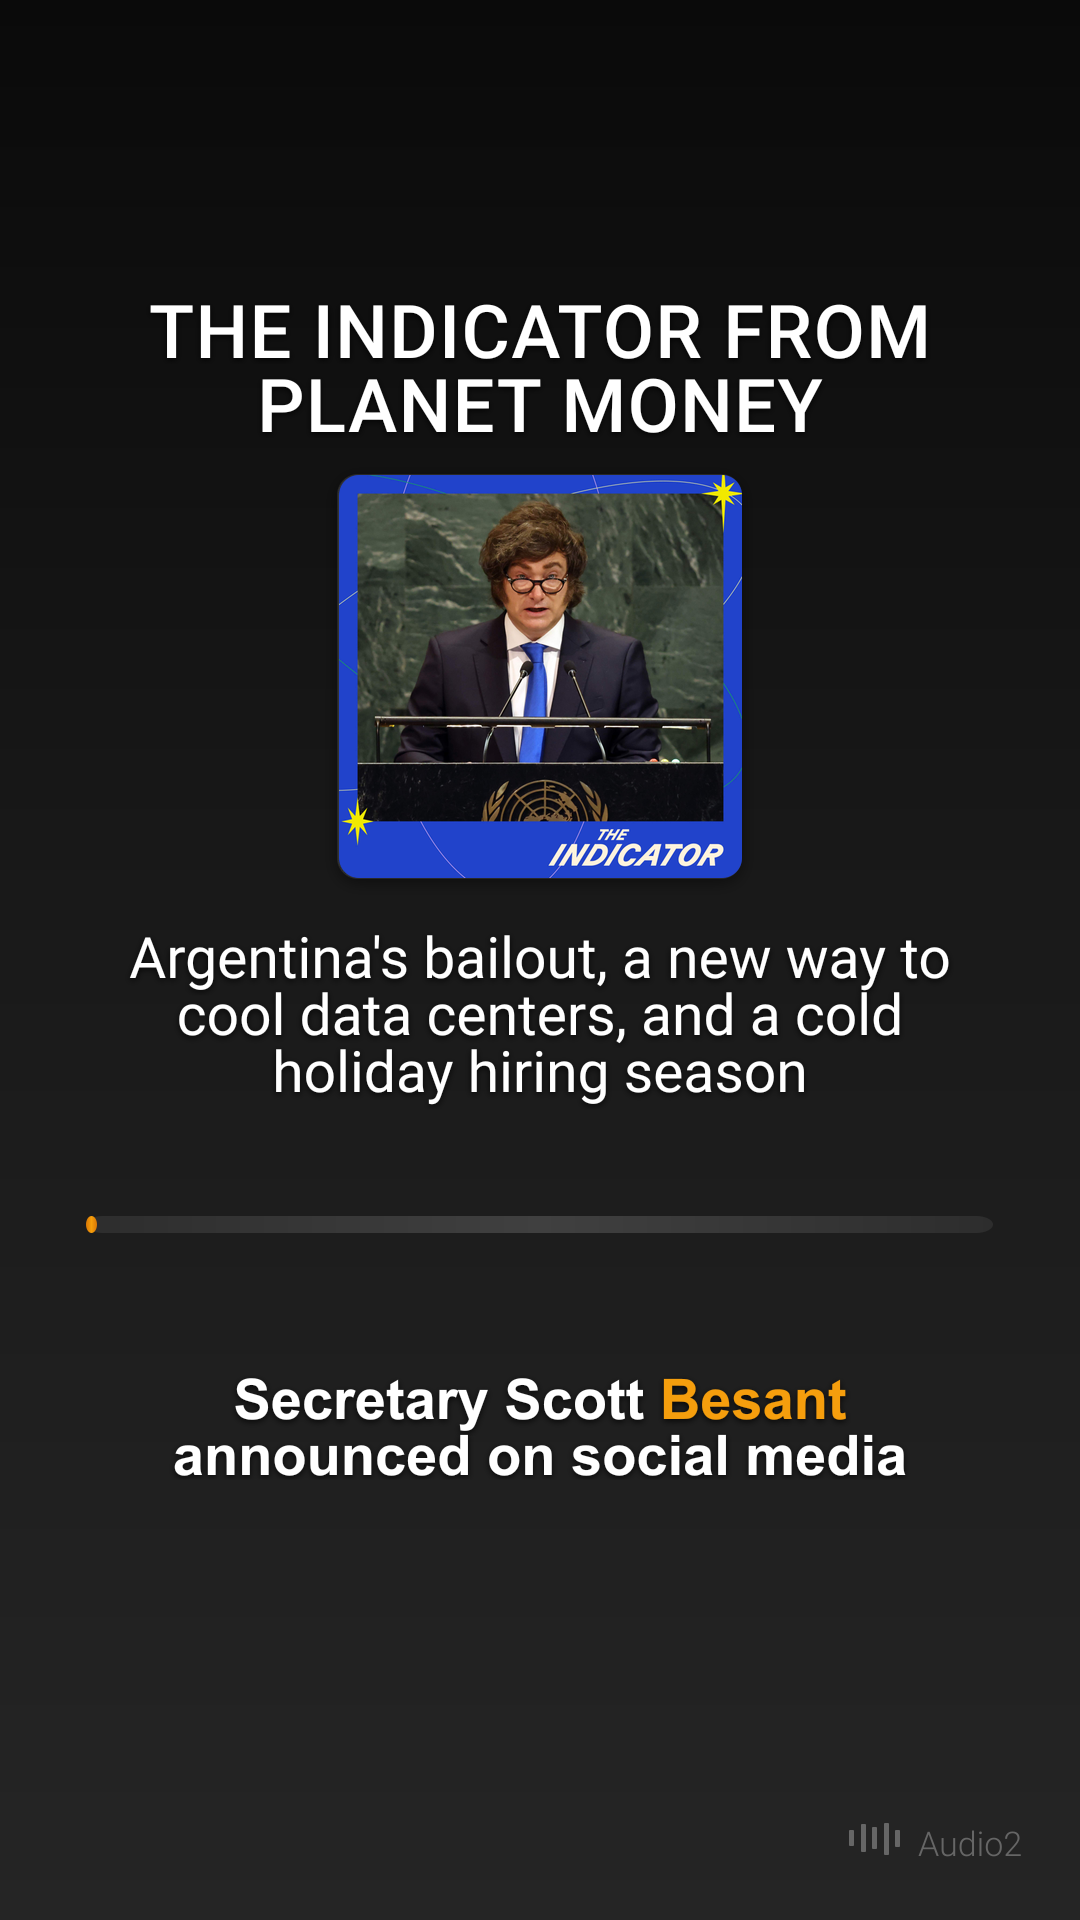 THE INDICATOR FROM
PLANET MONEY
THE
INDICATOR
Argentina's bailout, a new way to
cool data centers, and a cold
holiday hiring season
Secretary Scott Besant
announced on social media
Audio2